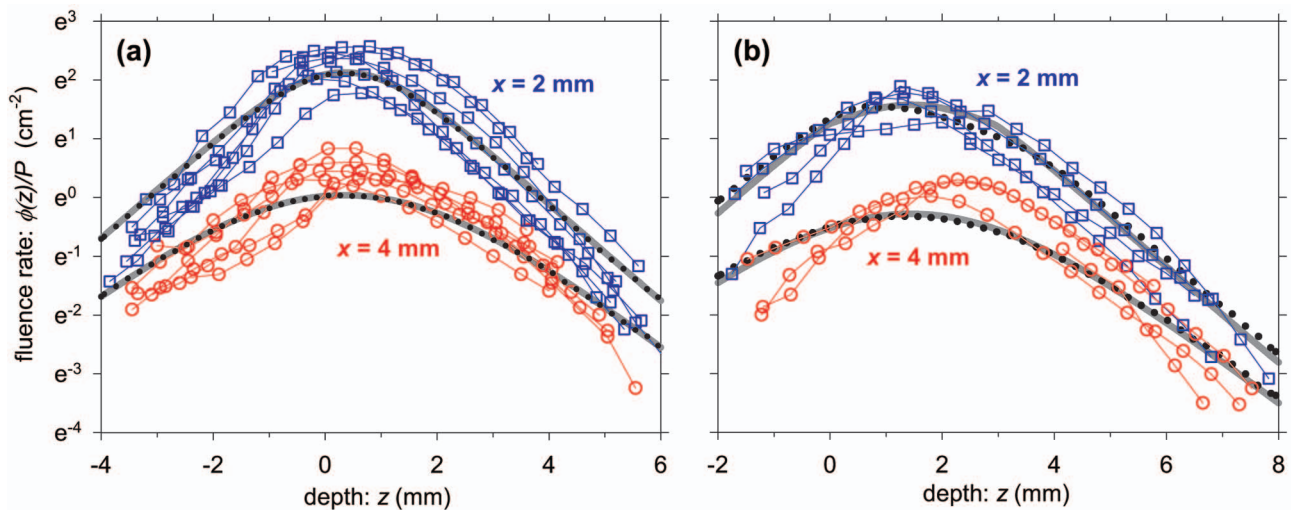 (a)
(b)
x = 2 mm
x = 2 mm
x = 4 mm
x = 4 mm
fluence rate: ϕ(z)/P (cm⁻²)
e³
e²
e¹
e⁰
e⁻¹
e⁻²
e⁻³
e⁻⁴
-4 -2 0 2 4 6
-2 0 2 4 6 8
depth: z (mm)
depth: z (mm)